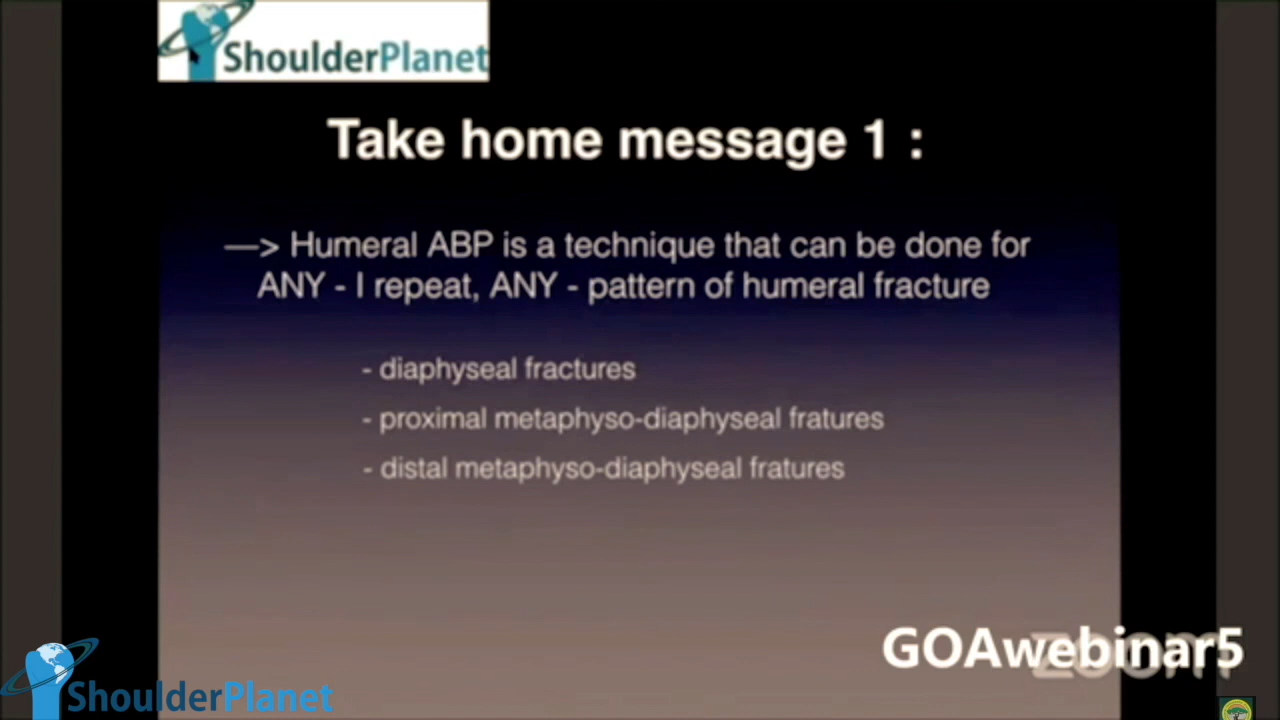 ShoulderPlanet
Take home message 1 :
—> Humeral ABP is a technique that can be done for
ANY - I repeat, ANY - pattern of humeral fracture
- diaphyseal fractures
- proximal metaphyso-diaphyseal fratures
- distal metaphyso-diaphyseal fratures
GOAwebinar5
zoom
ShoulderPlanet